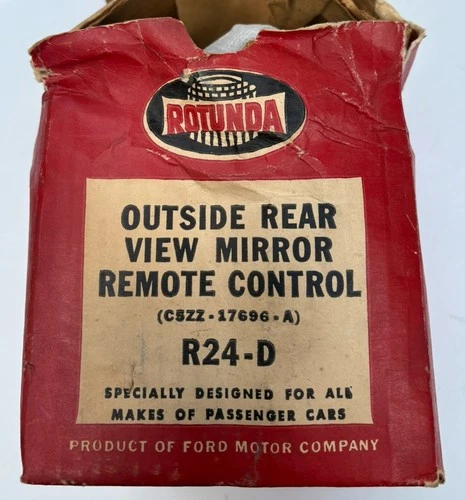 ROTUNDA
OUTSIDE REAR
VIEW MIRROR
REMOTE CONTROL
(C5ZZ-17696-A)
R24-D
SPECIALLY DESIGNED FOR ALL
MAKES OF PASSENGER CARS
PRODUCT OF FORD MOTOR COMPANY